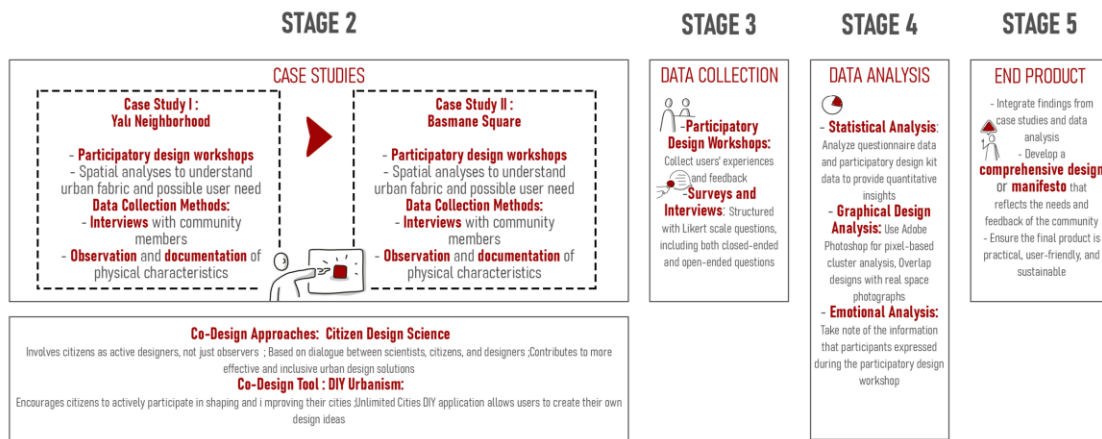 STAGE 2
CASE STUDIES
Case Study I :
Yalı Neighborhood
- Participatory design workshops
- Spatial analyses to understand
urban fabric and possible user need
Data Collection Methods:
- Interviews with community
members
- Observation and documentation of
physical characteristics
Case Study II :
Basmane Square
- Participatory design workshops
- Spatial analyses to understand
urban fabric and possible user need
Data Collection Methods:
- Interviews with community
members
- Observation and documentation of
physical characteristics
Co-Design Approaches: Citizen Design Science
Involves citizens as active designers, not just observers ; Based on dialogue between scientists, citizens, and designers ;Contributes to more
effective and inclusive urban design solutions
Co-Design Tool : DIY Urbanism:
Encourages citizens to actively participate in shaping and i mproving their cities ;Unlimited Cities DIY application allows users to create their own
design ideas
STAGE 3
DATA COLLECTION
-Participatory
Design Workshops:
Collect users' experiences
and feedback
-Surveys and
Interviews: Structured
with Likert scale questions,
including both closed-ended
and open-ended questions
STAGE 4
DATA ANALYSIS
- Statistical Analysis:
Analyze questionnaire data
and participatory design kit
data to provide quantitative
insights
- Graphical Design
Analysis: Use Adobe
Photoshop for pixel-based
cluster analysis, Overlap
designs with real space
photographs
- Emotional Analysis:
Take note of the information
that participants expressed
during the participatory design
workshop
STAGE 5
END PRODUCT
- Integrate findings from
case studies and data
analysis
- Develop a
comprehensive design
or manifesto that
reflects the needs and
feedback of the community
- Ensure the final product is
practical, user-friendly, and
sustainable